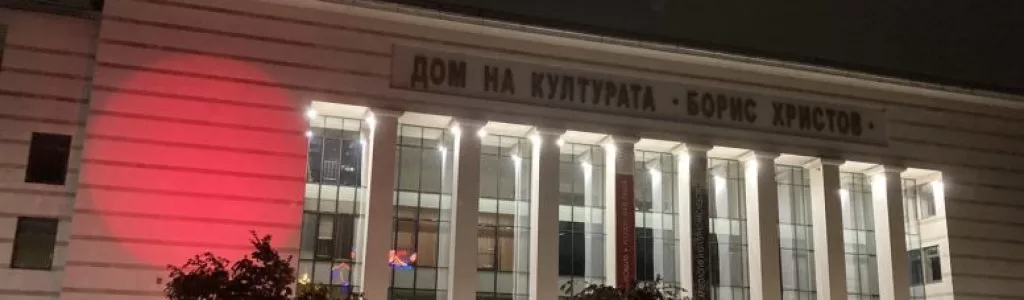 ДОМ НА КУЛТУРАТА · БОРИС ХРИСТОВ ·